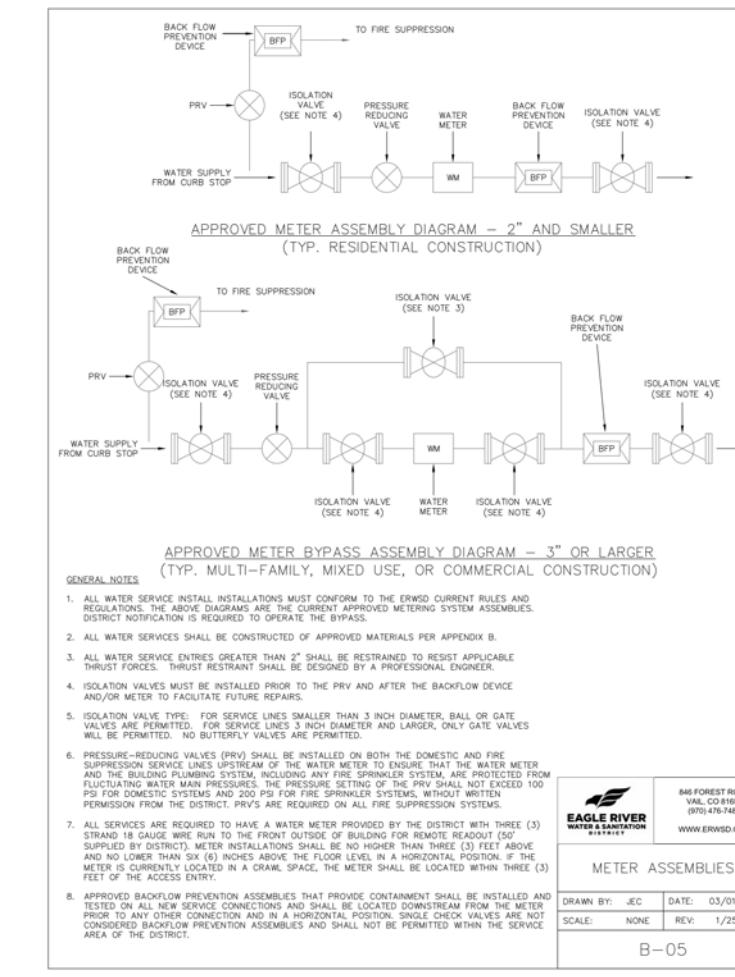 BACK FLOW
PREVENTION
DEVICE
BFP
TO FIRE SUPPRESSION
PRV
ISOLATION
VALVE
(SEE NOTE 4)
PRESSURE
REDUCING
VALVE
WATER
METER
BACK FLOW
PREVENTION
DEVICE
ISOLATION VALVE
(SEE NOTE 4)
WATER SUPPLY
FROM CURB STOP
WM
BFP
APPROVED METER ASSEMBLY DIAGRAM – 2" AND SMALLER
(TYP. RESIDENTIAL CONSTRUCTION)
BACK FLOW
PREVENTION
DEVICE
BFP
TO FIRE SUPPRESSION
ISOLATION VALVE
(SEE NOTE 3)
BACK FLOW
PREVENTION
DEVICE
PRV
ISOLATION VALVE
(SEE NOTE 4)
PRESSURE
REDUCING
VALVE
ISOLATION VALVE
(SEE NOTE 4)
WATER SUPPLY
FROM CURB STOP
WM
BFP
ISOLATION VALVE
(SEE NOTE 4)
WATER
METER
ISOLATION VALVE
(SEE NOTE 4)
APPROVED METER BYPASS ASSEMBLY DIAGRAM – 3" OR LARGER
(TYP. MULTI–FAMILY, MIXED USE, OR COMMERCIAL CONSTRUCTION)
GENERAL NOTES
1. ALL WATER SERVICE INSTALL INSTALLATIONS MUST CONFORM TO THE ERWSD CURRENT RULES AND
REGULATIONS. THE ABOVE DIAGRAMS ARE THE CURRENT APPROVED METERING SYSTEM ASSEMBLIES.
DISTRICT NOTIFICATION IS REQUIRED TO OPERATE THE BYPASS.
2. ALL WATER SERVICES SHALL BE CONSTRUCTED OF APPROVED MATERIALS PER APPENDIX B.
3. ALL WATER SERVICE ENTRIES GREATER THAN 2" SHALL BE RESTRAINED TO RESIST APPLICABLE
THRUST FORCES. THRUST RESTRAINT SHALL BE DESIGNED BY A PROFESSIONAL ENGINEER.
4. ISOLATION VALVES MUST BE INSTALLED PRIOR TO THE PRV AND AFTER THE BACKFLOW DEVICE
AND/OR METER TO FACILITATE FUTURE REPAIRS.
5. ISOLATION VALVE TYPE: FOR SERVICE LINES SMALLER THAN 3 INCH DIAMETER, BALL OR GATE
VALVES ARE PERMITTED. FOR SERVICE LINES 3 INCH DIAMETER AND LARGER, ONLY GATE VALVES
WILL BE PERMITTED. NO BUTTERFLY VALVES ARE PERMITTED.
6. PRESSURE–REDUCING VALVES (PRV) SHALL BE INSTALLED ON BOTH THE DOMESTIC AND FIRE
SUPPRESSION SERVICE LINES UPSTREAM OF THE WATER METER TO ENSURE THAT THE WATER METER
AND THE BUILDING PLUMBING SYSTEM, INCLUDING ANY FIRE SPRINKLER SYSTEM, ARE PROTECTED FROM
FLUCTUATING WATER MAIN PRESSURES. THE PRESSURE SETTING OF THE PRV SHALL NOT EXCEED 100
PSI FOR DOMESTIC SYSTEMS AND 200 PSI FOR FIRE SPRINKLER SYSTEMS, WITHOUT WRITTEN
PERMISSION FROM THE DISTRICT. PRV'S ARE REQUIRED ON ALL FIRE SUPPRESSION SYSTEMS.
7. ALL SERVICES ARE REQUIRED TO HAVE A WATER METER PROVIDED BY THE DISTRICT WITH THREE (3)
STRAND 18 GAUGE WIRE RUN TO THE FRONT OUTSIDE OF BUILDING FOR REMOTE READOUT (50'
SUPPLIED BY DISTRICT). METER INSTALLATIONS SHALL BE NO HIGHER THAN THREE (3) FEET ABOVE
AND NO LOWER THAN SIX (6) INCHES ABOVE THE FLOOR LEVEL IN A HORIZONTAL POSITION. IF THE
METER IS CURRENTLY LOCATED IN A CRAWL SPACE, THE METER SHALL BE LOCATED WITHIN THREE (3)
FEET OF THE ACCESS ENTRY.
8. APPROVED BACKFLOW PREVENTION ASSEMBLIES THAT PROVIDE CONTAINMENT SHALL BE INSTALLED AND
TESTED ON ALL NEW SERVICE CONNECTIONS AND SHALL BE LOCATED DOWNSTREAM FROM THE METER
PRIOR TO ANY OTHER CONNECTION AND IN A HORIZONTAL POSITION. SINGLE CHECK VALVES ARE NOT
CONSIDERED BACKFLOW PREVENTION ASSEMBLIES AND SHALL NOT BE PERMITTED WITHIN THE SERVICE
AREA OF THE DISTRICT.
EAGLE RIVER
WATER & SANITATION
DISTRICT
846 FOREST
VAIL, CO
(970) 476-748
WWW.ERWSD.
METER ASSEMBLIES
DRAWN BY: JEC DATE: 03/01
SCALE: NONE REV: 1/25
B–05